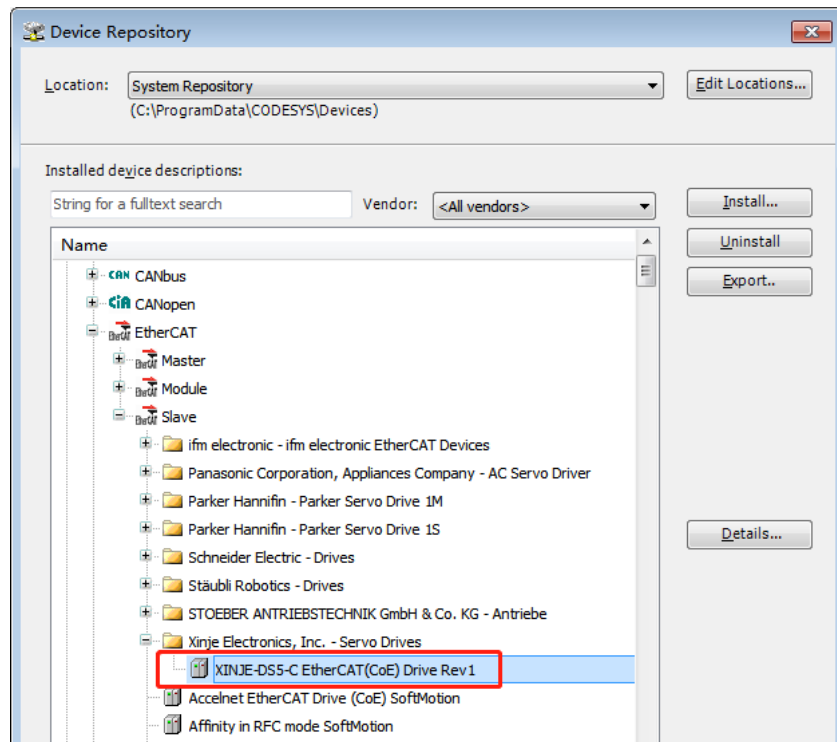 Device Repository
Location: System Repository Edit Locations...
(C:\ProgramData\CODESYS\Devices)
Installed device descriptions:
String for a fulltext search Vendor: <All vendors> Install...
Name Uninstall
CAN CANbus Export..
CiA CANopen
EtherCAT
EtherCAT Master
EtherCAT Module
EtherCAT Slave
ifm electronic - ifm electronic EtherCAT Devices
Panasonic Corporation, Appliances Company - AC Servo Driver
Parker Hannifin - Parker Servo Drive 1M
Parker Hannifin - Parker Servo Drive 1S
Details...
Schneider Electric - Drives
Stäubli Robotics - Drives
STOEBER ANTRIEBSTECHNIK GmbH & Co. KG - Antriebe
Xinje Electronics, Inc. - Servo Drives
XINJE-DS5-C EtherCAT(CoE) Drive Rev1
Accelnet EtherCAT Drive (CoE) SoftMotion
Affinity in RFC mode SoftMotion